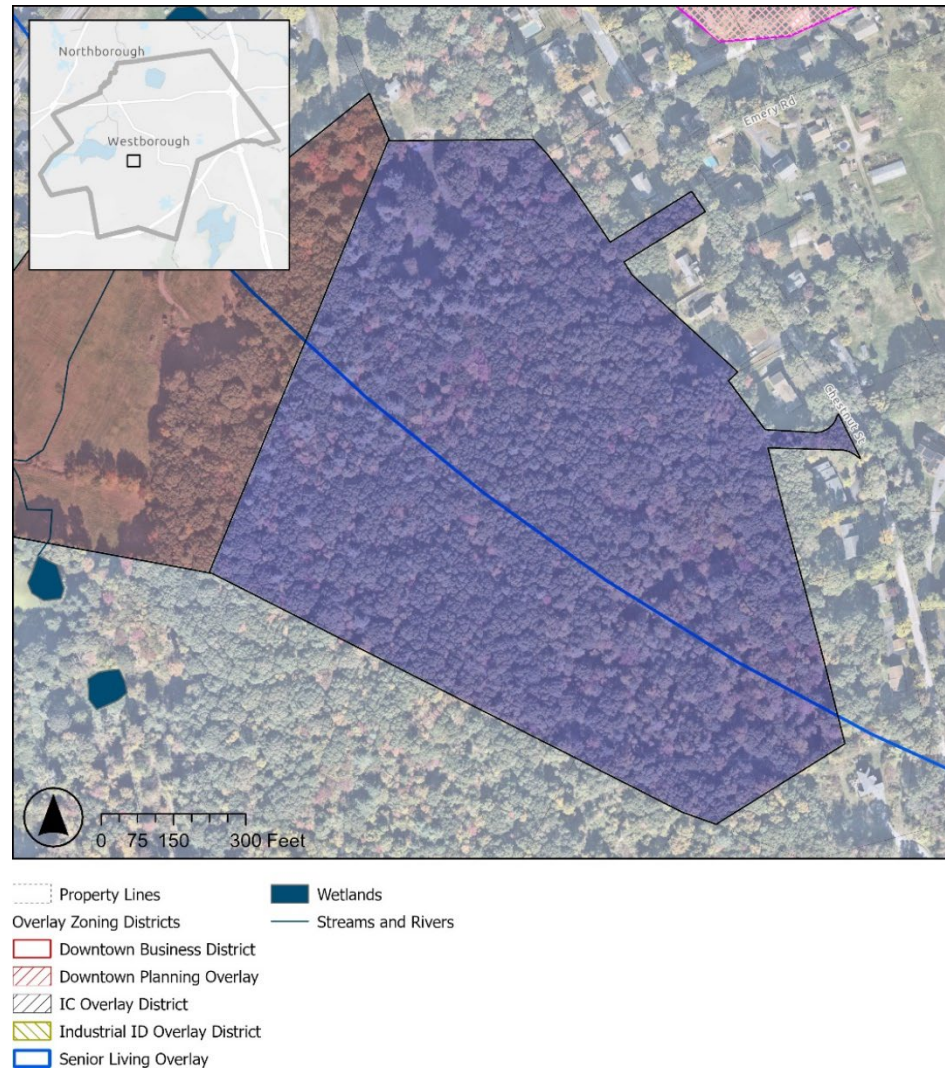 Northborough
Westborough
Emery Rd
Chestnut St
0 75 150 300 Feet
Property Lines
Overlay Zoning Districts
Downtown Business District
Downtown Planning Overlay
IC Overlay District
Industrial ID Overlay District
Senior Living Overlay
Wetlands
Streams and Rivers